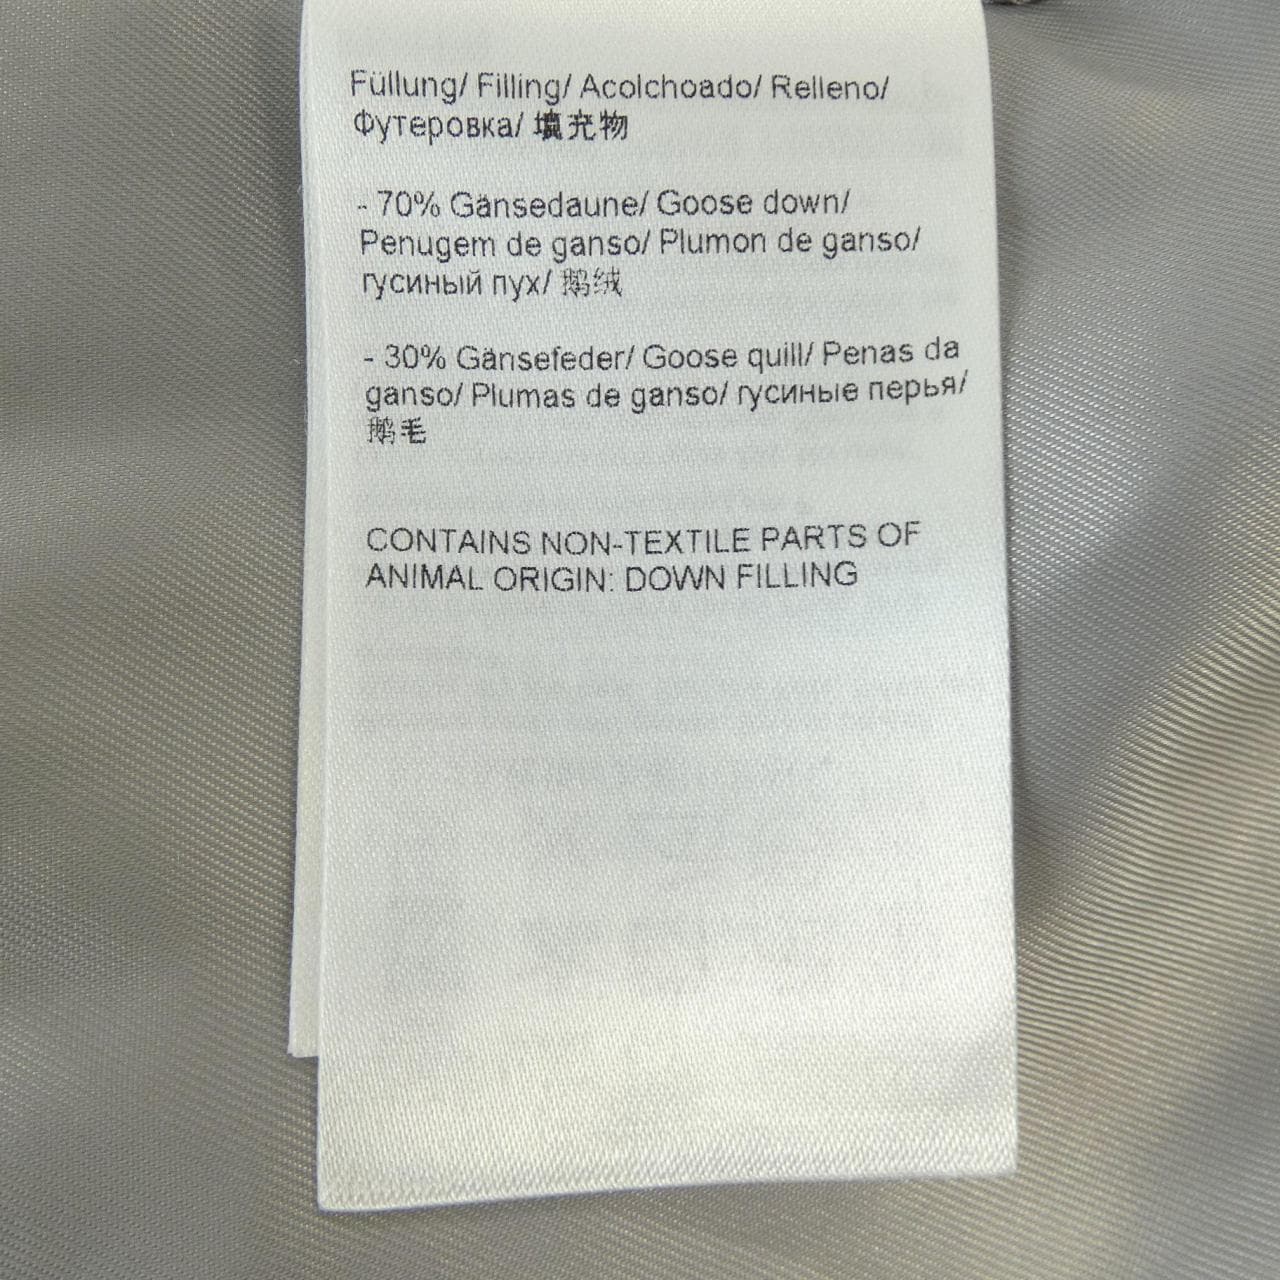 Füllung/ Filling/ Acolchoado/ Relleno/
Футеровка/ 填充物
- 70% Gänsedaune/ Goose down/
Penugem de ganso/ Plumon de ganso/
гусиный пух/ 鹅绒
- 30% Gänsefeder/ Goose quill/ Penas da
ganso/ Plumas de ganso/ гусиные перья/
鹅毛
CONTAINS NON-TEXTILE PARTS OF
ANIMAL ORIGIN: DOWN FILLING